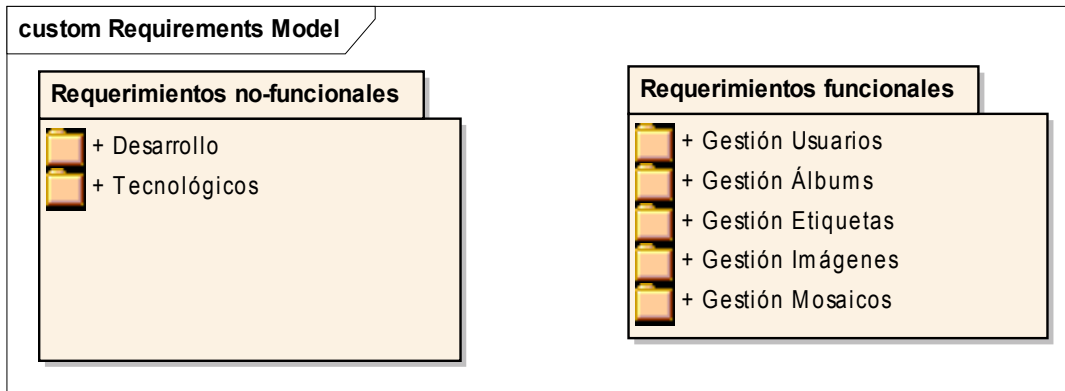 custom Requirements Model
Requerimientos no-funcionales
+ Desarrollo
+ Tecnológicos
Requerimientos funcionales
+ Gestión Usuarios
+ Gestión Álbums
+ Gestión Etiquetas
+ Gestión Imágenes
+ Gestión Mosaicos